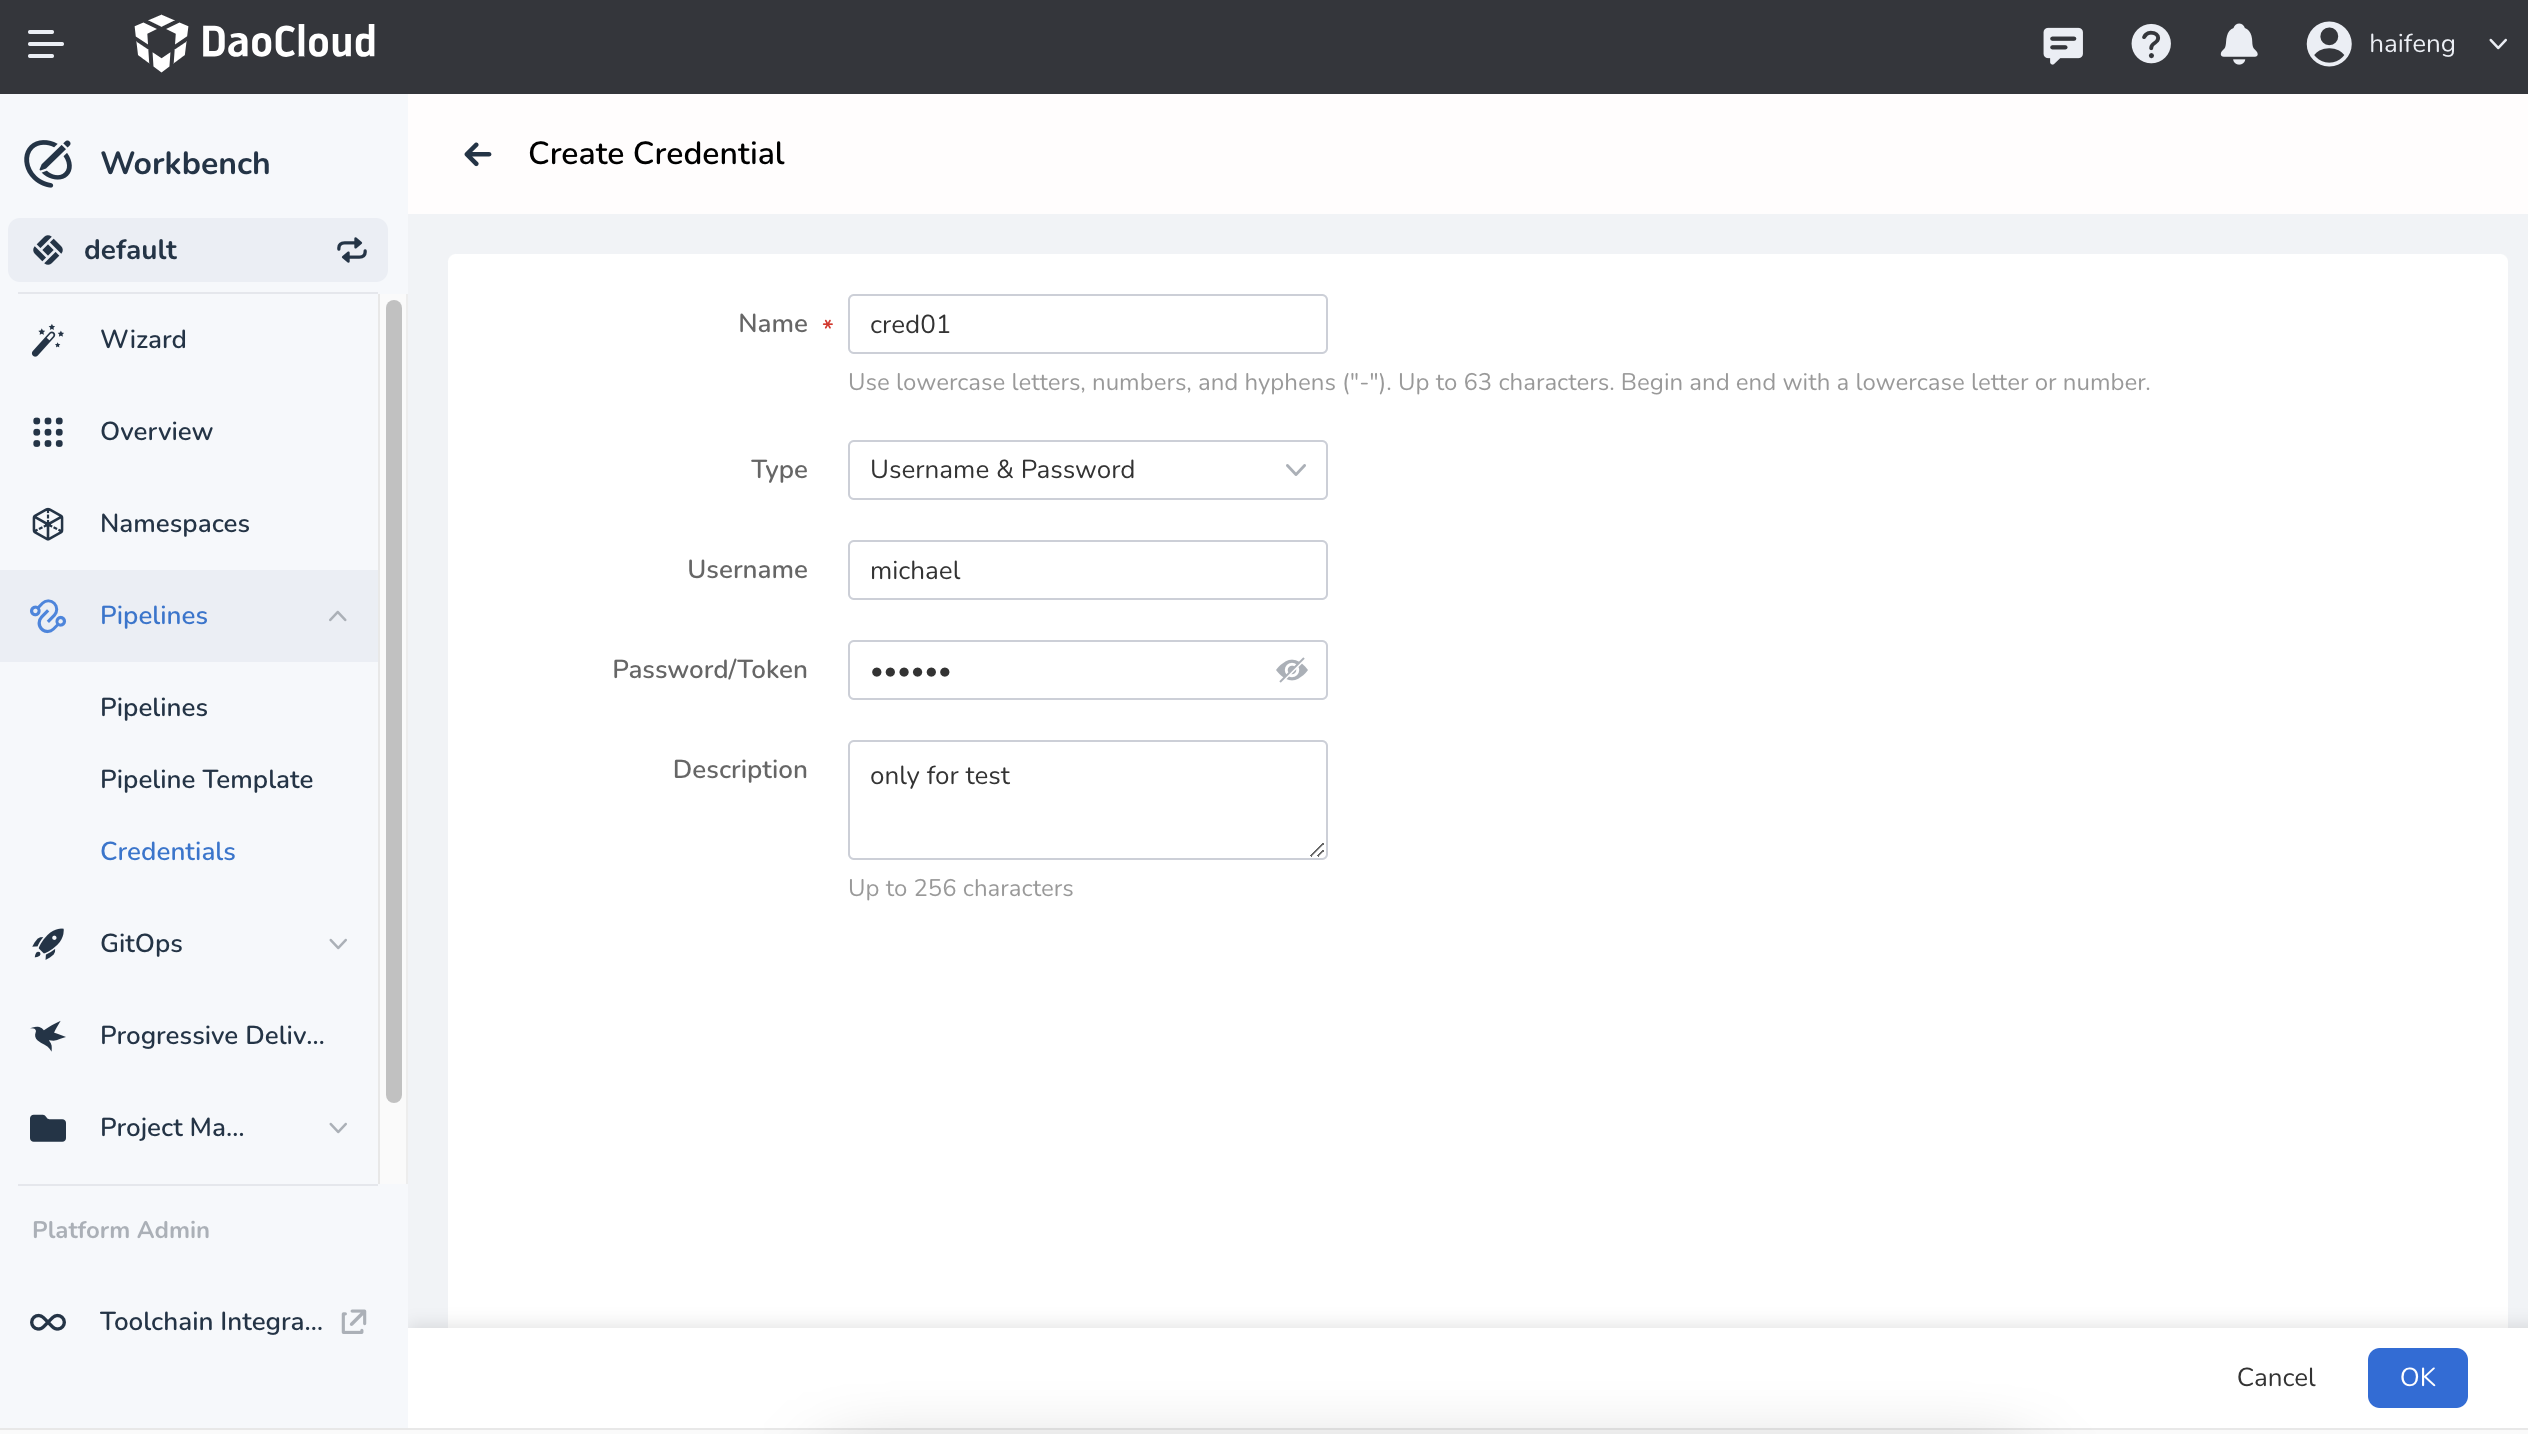 DaoCloud
haifeng
Workbench
default
Wizard
Overview
Namespaces
Pipelines
Pipelines
Pipeline Template
Credentials
GitOps
Progressive Deliv...
Project Ma...
Platform Admin
Toolchain Integra...
Create Credential
Name * cred01
Use lowercase letters, numbers, and hyphens ("-"). Up to 63 characters. Begin and end with a lowercase letter or number.
Type Username & Password
Username michael
Password/Token ••••••
Description only for test
Up to 256 characters
Cancel OK